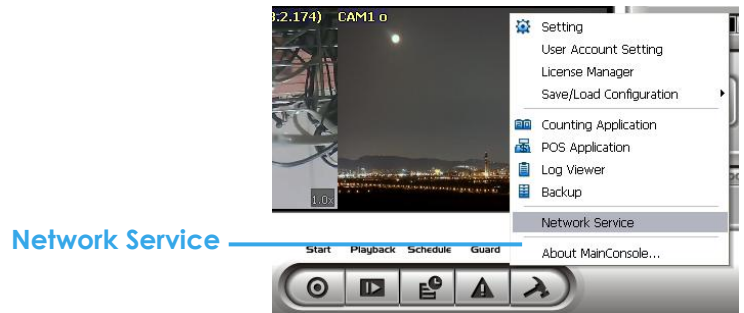 3.2.174) CAM1 o
Setting
User Account Setting
License Manager
Save/Load Configuration
Counting Application
POS Application
Log Viewer
Backup
1.0x
Network Service
Network Service
Start Playback Schedule Guard
About MainConsole...